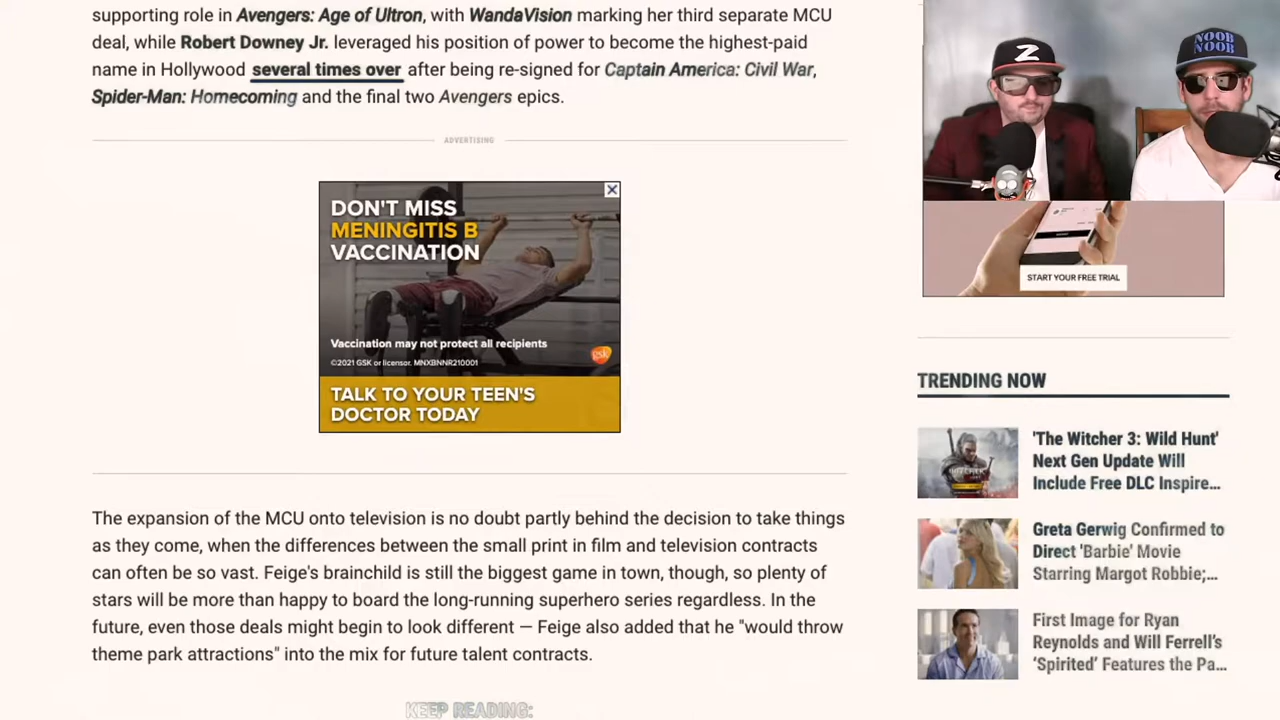 supporting role in Avengers: Age of Ultron, with WandaVision marking her third separate MCU
deal, while Robert Downey Jr. leveraged his position of power to become the highest-paid
name in Hollywood several times over after being re-signed for Captain America: Civil War,
Spider-Man: Homecoming and the final two Avengers epics.
ADVERTISING
DON'T MISS
MENINGITIS B
VACCINATION
Vaccination may not protect all recipients
©2021 GSK or licensor. MNXBNNR210001
gsk
TALK TO YOUR TEEN'S
DOCTOR TODAY
The expansion of the MCU onto television is no doubt partly behind the decision to take things
as they come, when the differences between the small print in film and television contracts
can often be so vast. Feige's brainchild is still the biggest game in town, though, so plenty of
stars will be more than happy to board the long-running superhero series regardless. In the
future, even those deals might begin to look different — Feige also added that he "would throw
theme park attractions" into the mix for future talent contracts.
KEEP READING:
Z
NOOB
NOOB
START YOUR FREE TRIAL
TRENDING NOW
'The Witcher 3: Wild Hunt'
Next Gen Update Will
Include Free DLC Inspire...
Greta Gerwig Confirmed to
Direct 'Barbie' Movie
Starring Margot Robbie;...
First Image for Ryan
Reynolds and Will Ferrell's
'Spirited' Features the Pa...